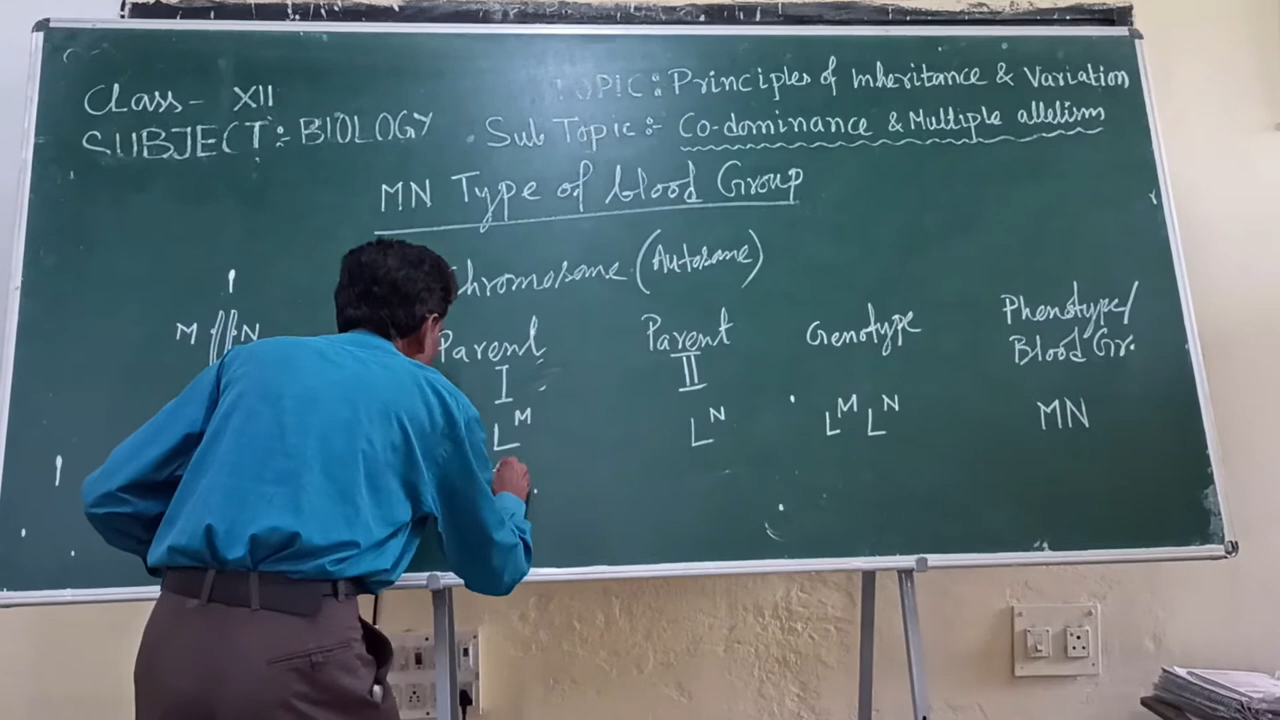 Class- XII
TOPIC: Principles of Inheritance & Variation
SUBJECT:- BIOLOGY
Sub Topic:- Co-dominance & Multiple allelism
MN Type of blood Group
Chromosome (Autosome)
M N
Parent I
Parent II
Genotype
Phenotype/
Blood Gr.
L^M
L^N
L^M L^N
MN